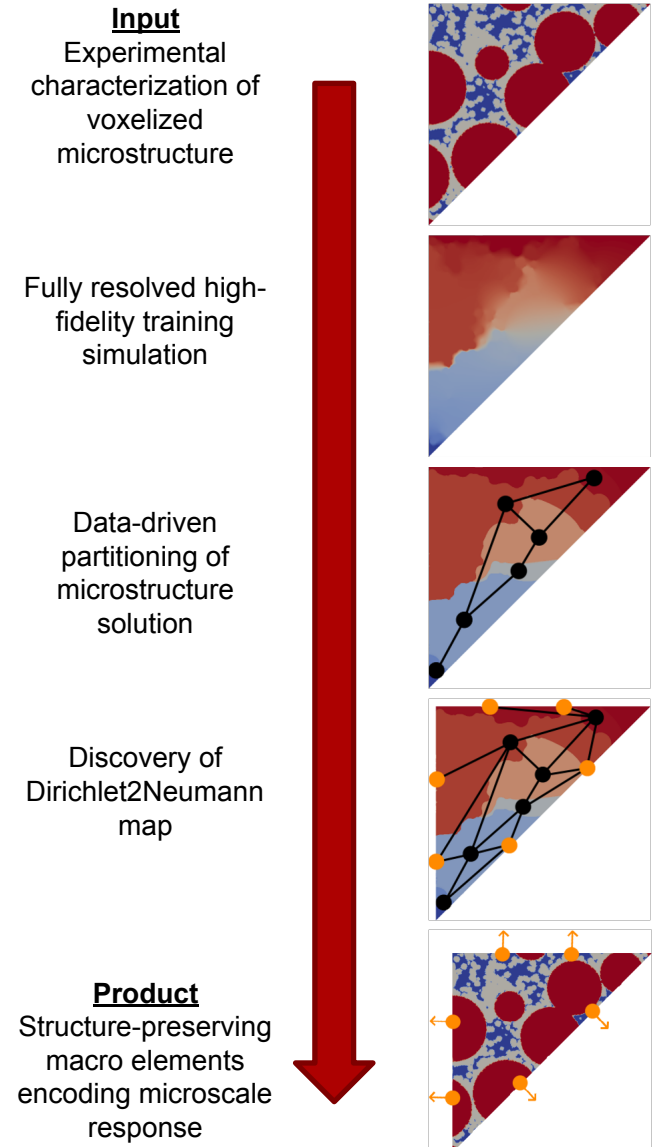 Input
Experimental
characterization of
voxelized
microstructure
Fully resolved high-
fidelity training
simulation
Data-driven
partitioning of
microstructure
solution
Discovery of
Dirichlet2Neumann
map
Product
Structure-preserving
macro elements
encoding microscale
response